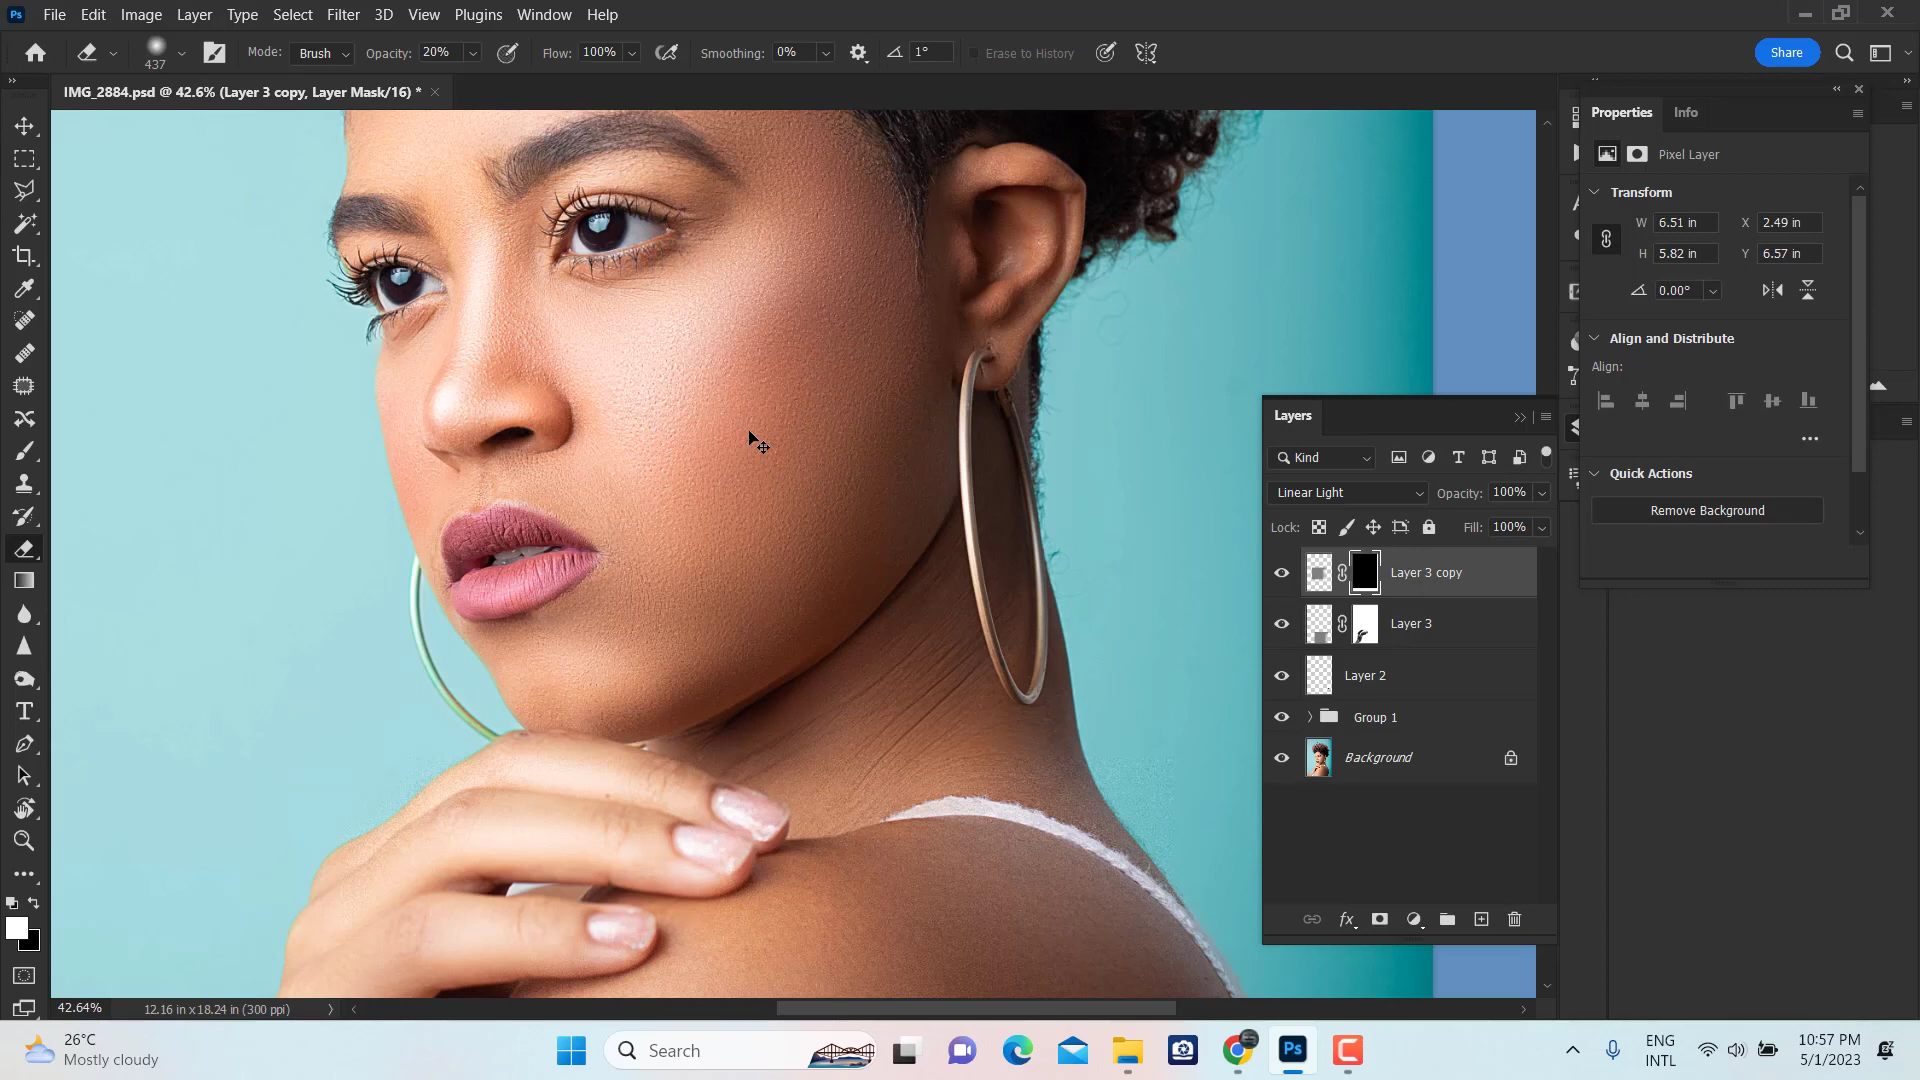 Ps File Edit Image Layer Type Select Filter 3D View Plugins Window Help
437 Mode: Brush Opacity: 20% Flow: 100% Smoothing: 0% 1° Erase to History Share
IMG_2884.psd @ 42.6% (Layer 3 copy, Layer Mask/16) *
Properties Info
Pixel Layer
Transform
W 6.51 in X 2.49 in
H 5.82 in Y 6.57 in
0.00°
Align and Distribute
Align:
Quick Actions
Remove Background
Layers
Kind
Linear Light Opacity: 100%
Lock: Fill: 100%
Layer 3 copy
Layer 3
Layer 2
Group 1
Background
fx
42.64% 12.16 in x 18.24 in (300 ppi)
26°C
Mostly cloudy
Search
Ps
ENG
INTL
10:57 PM
5/1/2023